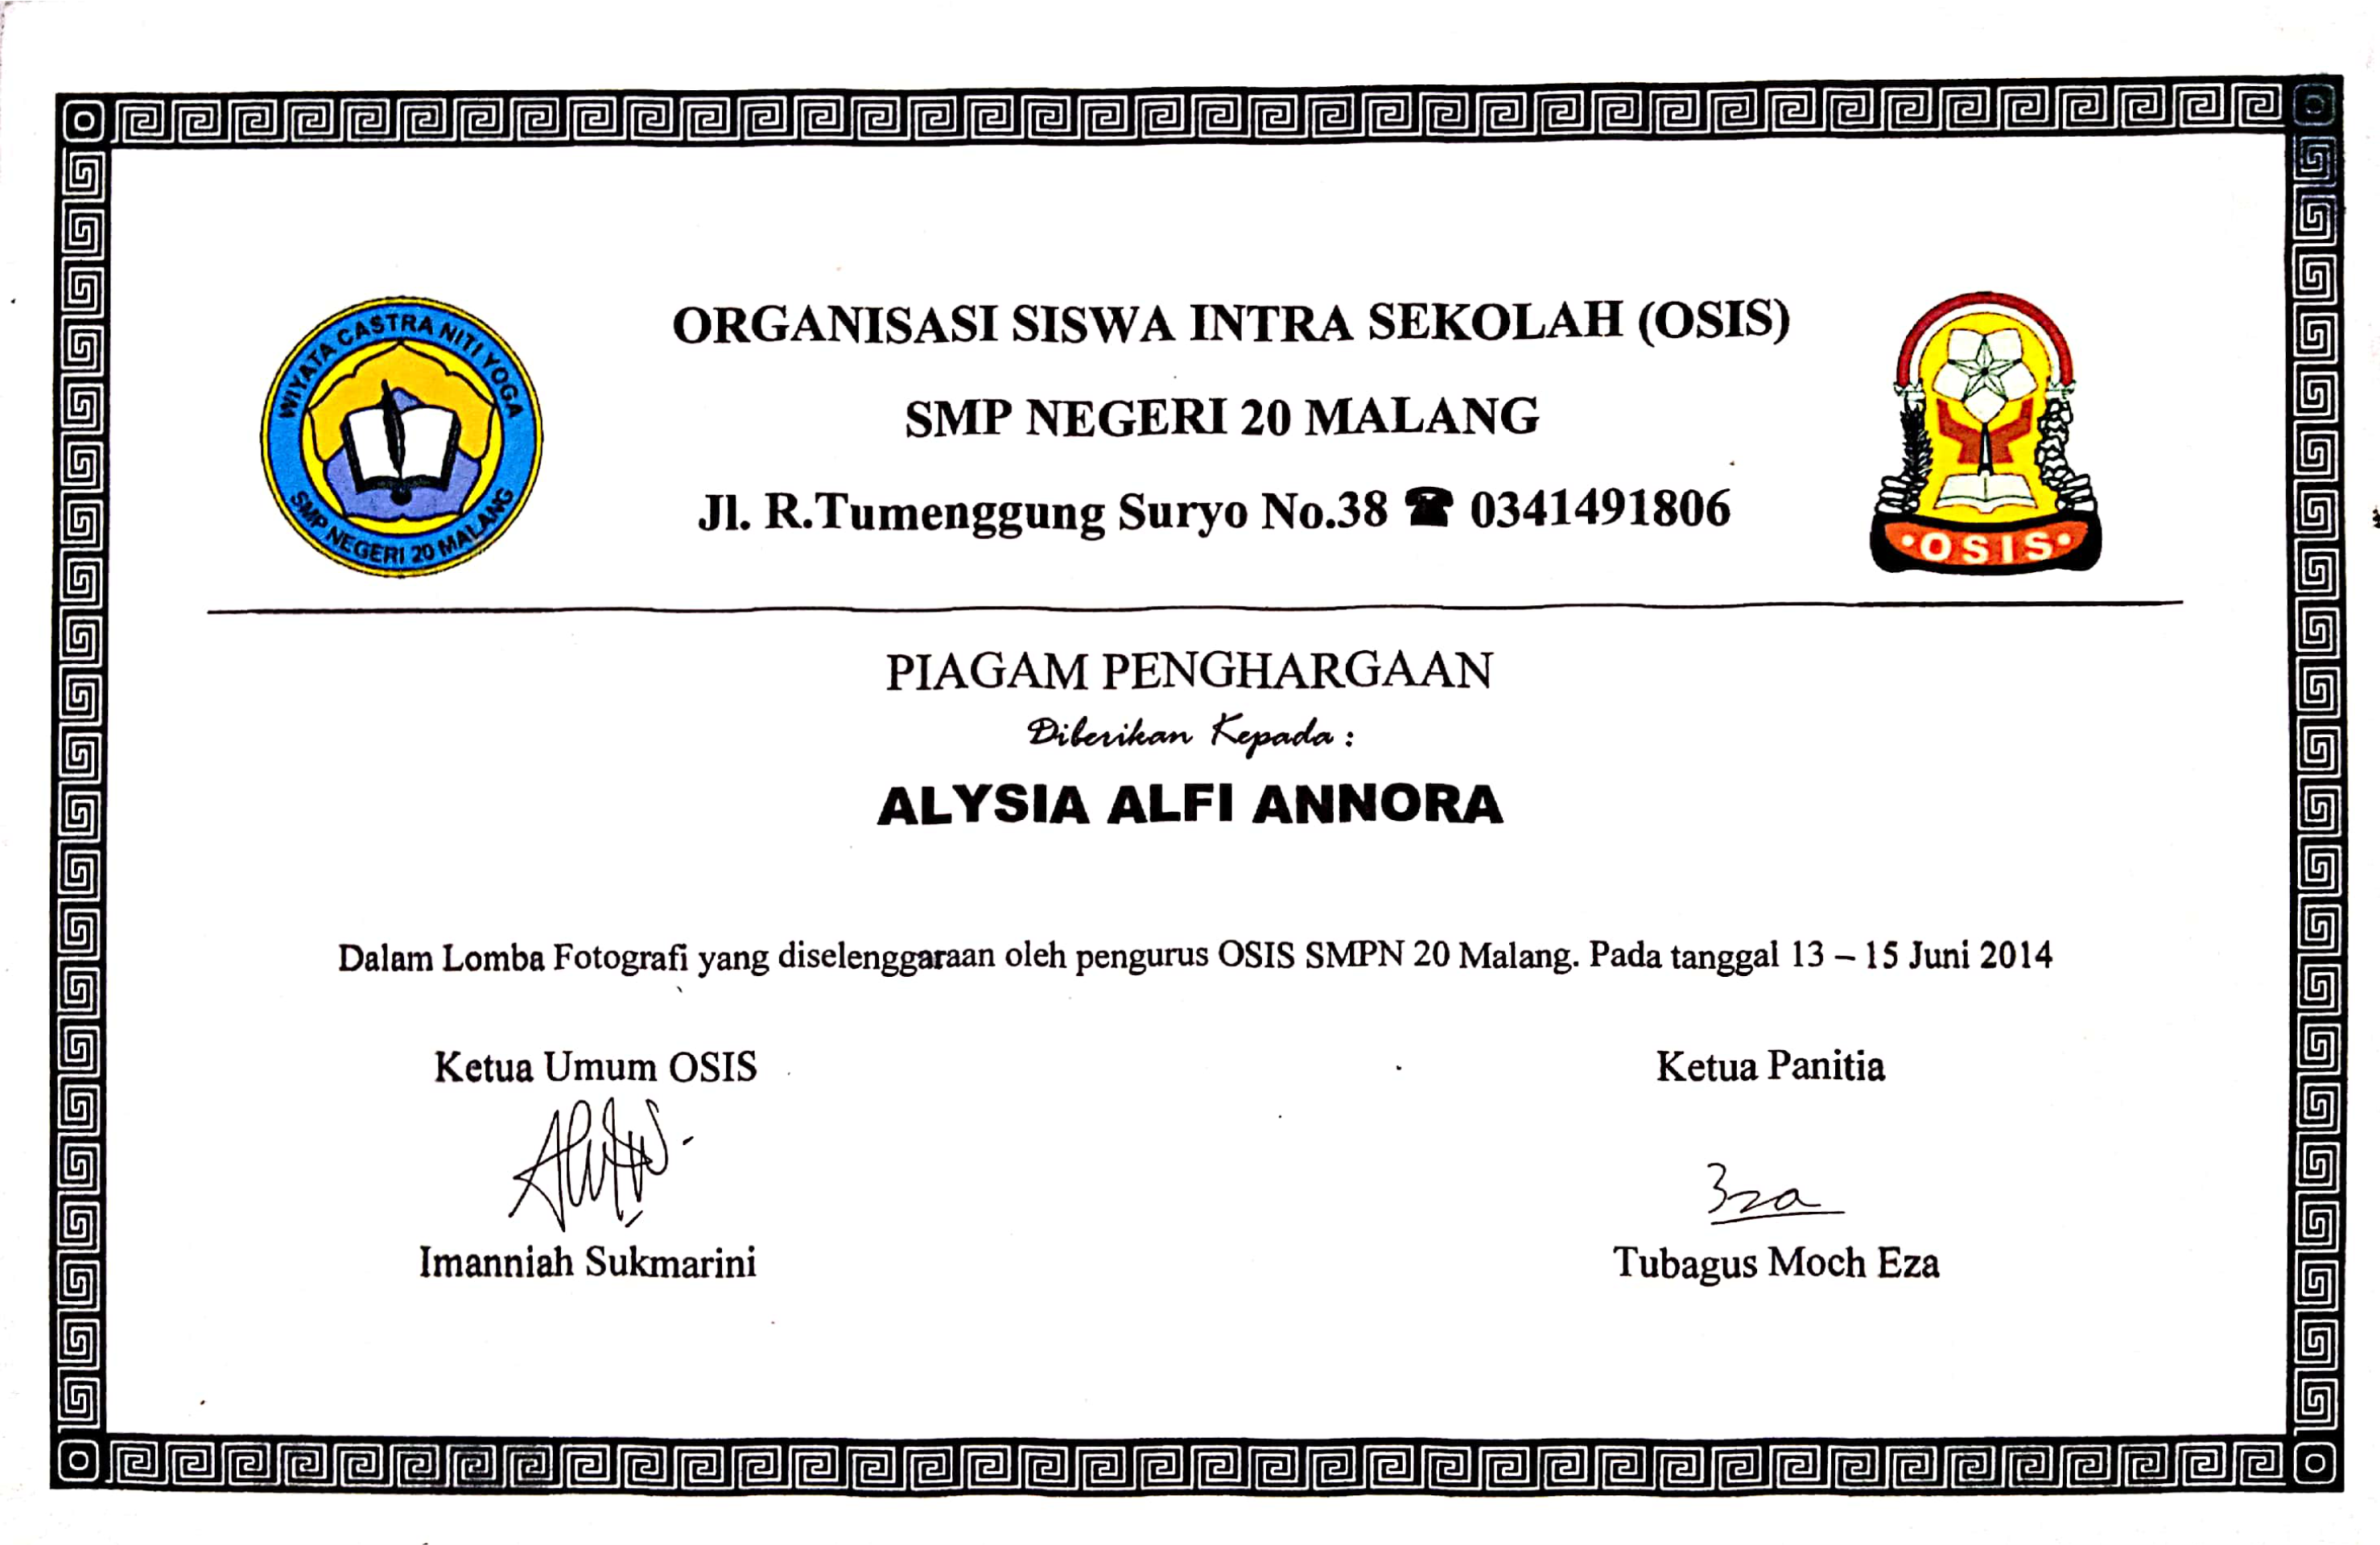 WIYATA CASTRA NITI YOGA
SMP NEGERI 20 MALANG
ORGANISASI SISWA INTRA SEKOLAH (OSIS)
SMP NEGERI 20 MALANG
Jl. R.Tumenggung Suryo No.38 ☎ 0341491806
•OSIS•
PIAGAM PENGHARGAAN
Diberikan Kepada :
ALYSIA ALFI ANNORA
Dalam Lomba Fotografi yang diselenggaraan oleh pengurus OSIS SMPN 20 Malang. Pada tanggal 13 – 15 Juni 2014
Ketua Umum OSIS
Ketua Panitia
Eza
Imanniah Sukmarini
Tubagus Moch Eza